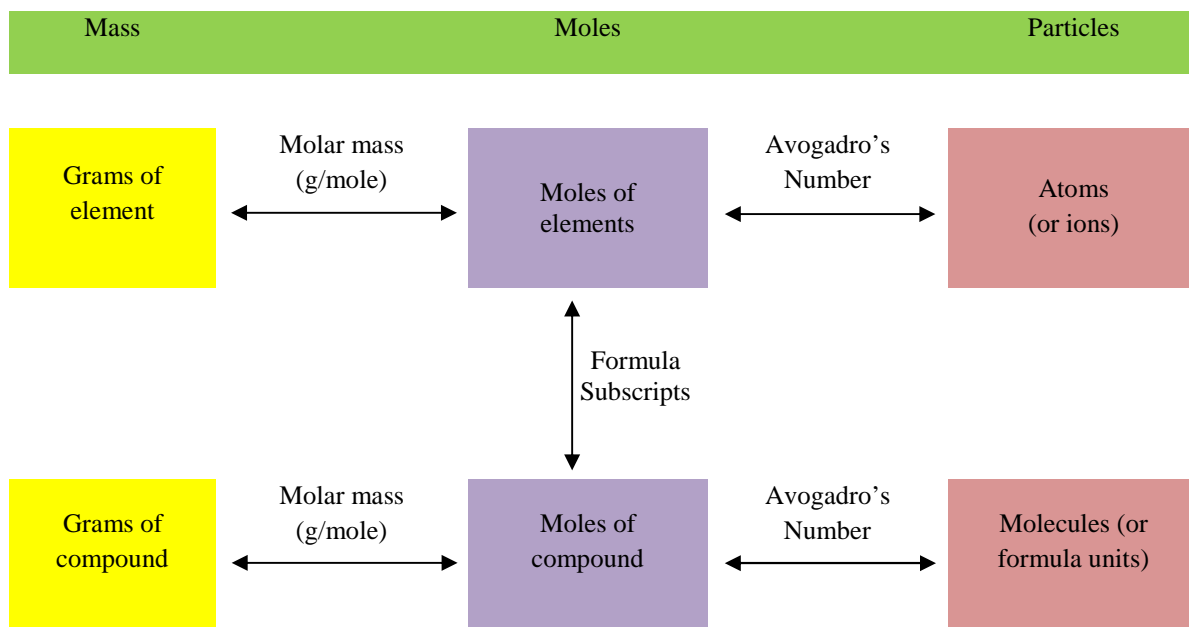 Mass
Moles
Particles
Grams of
element
Molar mass
(g/mole)
Moles of
elements
Avogadro’s
Number
Atoms
(or ions)
Formula
Subscripts
Grams of
compound
Molar mass
(g/mole)
Moles of
compound
Avogadro’s
Number
Molecules (or
formula units)